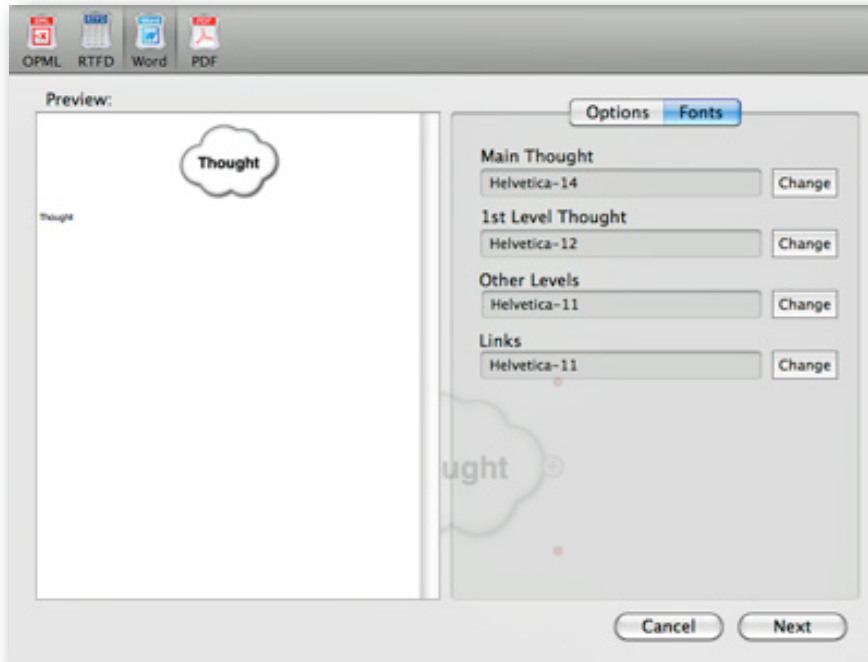 OPML RTFD Word PDF
Preview:
Options Fonts
Thought
Thought
Main Thought
Helvetica-14 Change
1st Level Thought
Helvetica-12 Change
Other Levels
Helvetica-11 Change
Links
Helvetica-11 Change
ught
Cancel Next